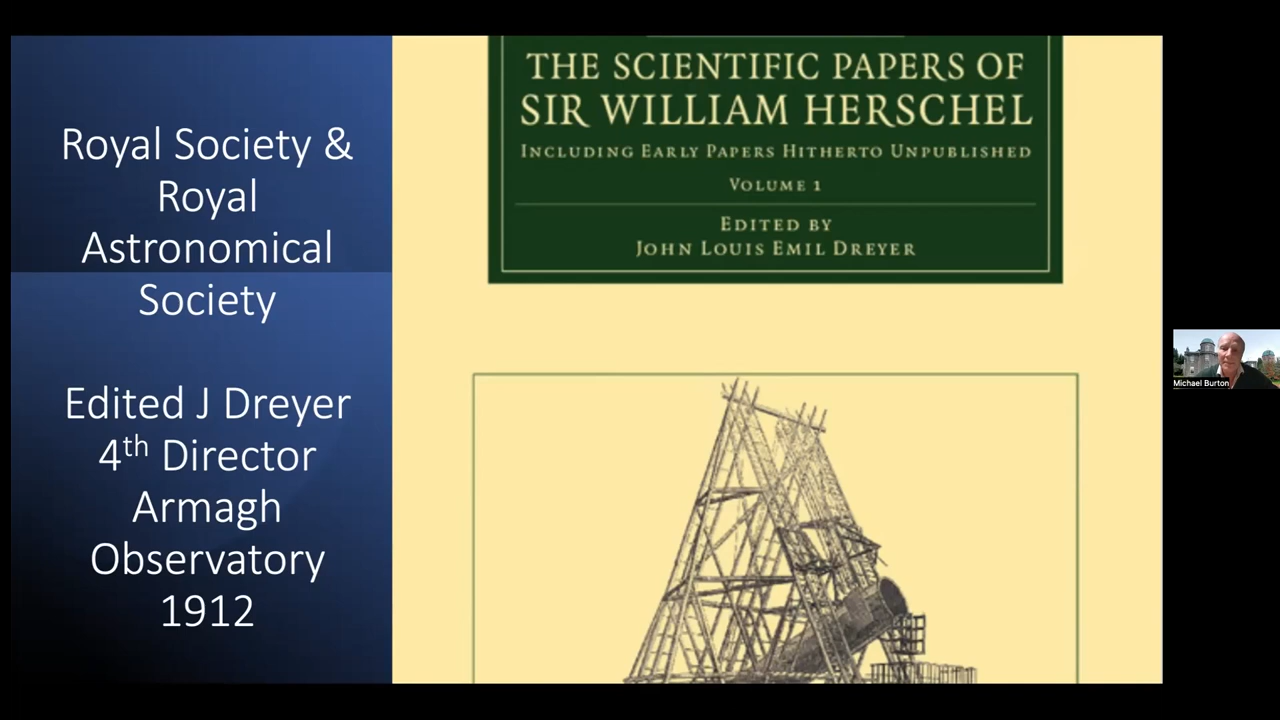 Royal Society &
Royal
Astronomical
Society
Edited J Dreyer
4th Director
Armagh
Observatory
1912
THE SCIENTIFIC PAPERS OF
SIR WILLIAM HERSCHEL
INCLUDING EARLY PAPERS HITHERTO UNPUBLISHED
VOLUME 1
EDITED BY
JOHN LOUIS EMIL DREYER
Michael Burton